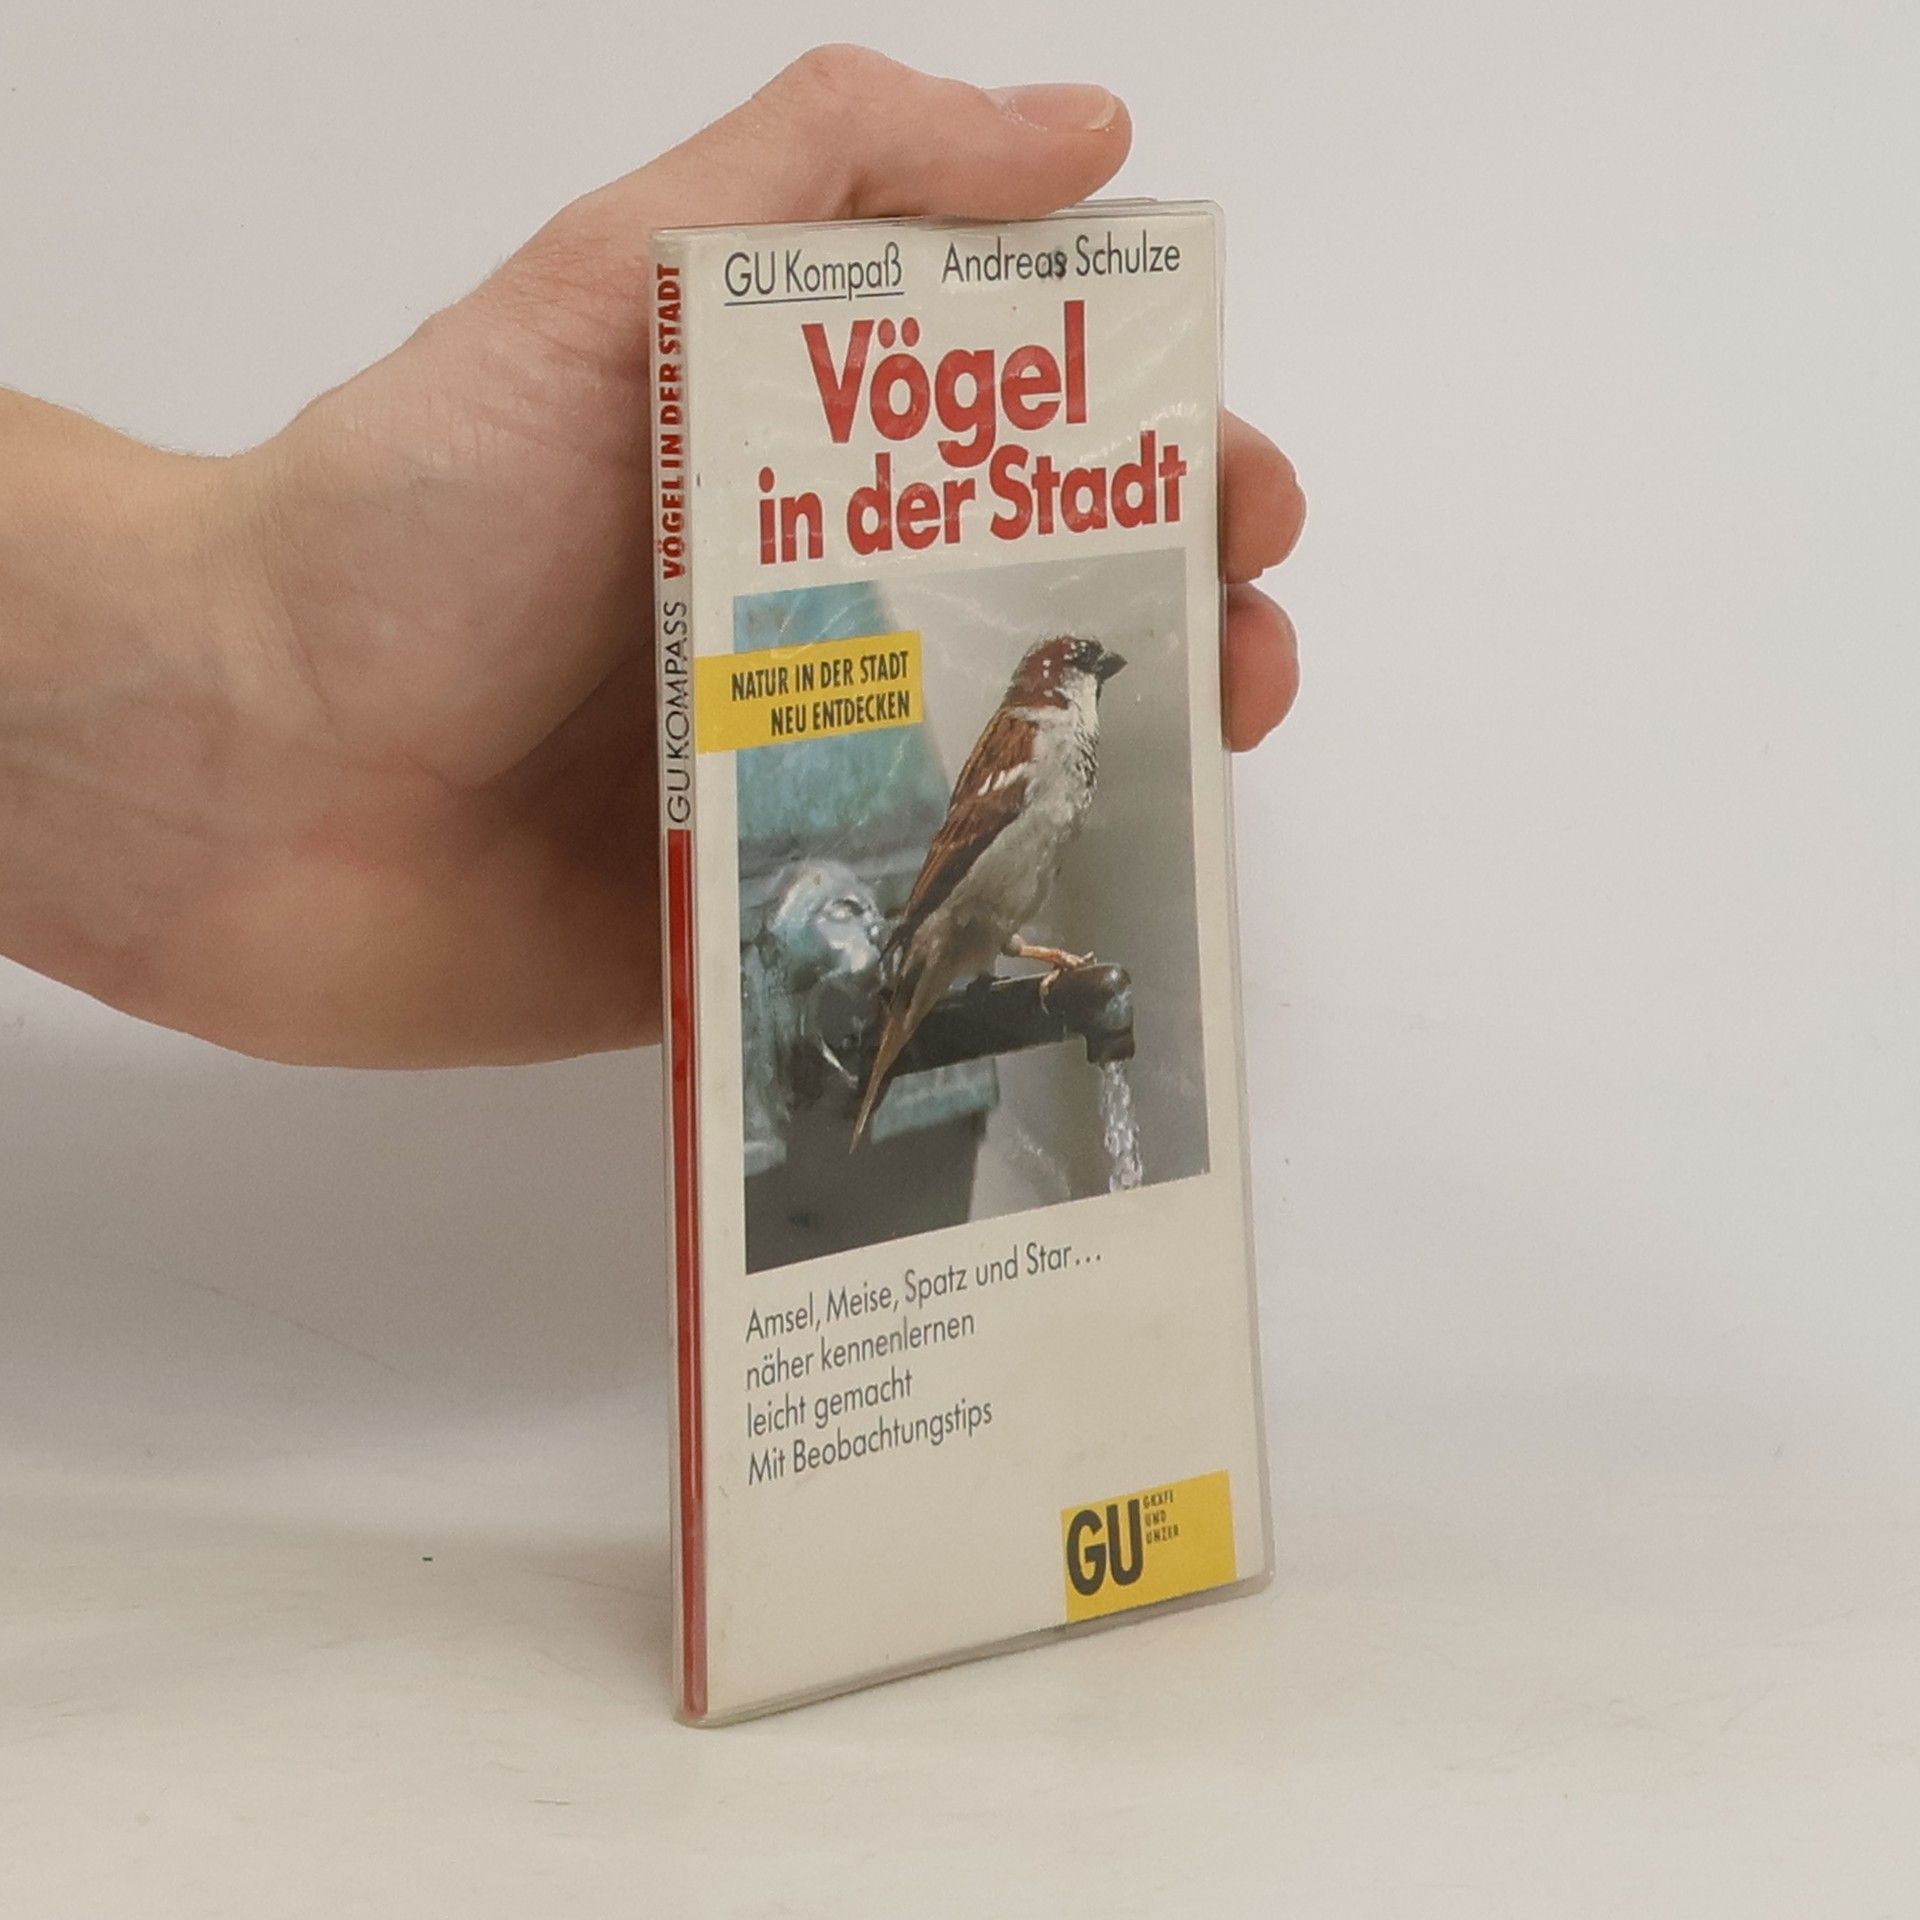 GU Kompaß Andreas Schulze
Vögel
in der Stadt
NATUR IN DER STADT
NEU ENTDECKEN
Amsel, Meise, Spatz und Star...
näher kennenlernen
leicht gemacht
Mit Beobachtungstips
GU
GRÄFE
UND
UNZER
GU KOMPASS VÖGEL IN DER STADT